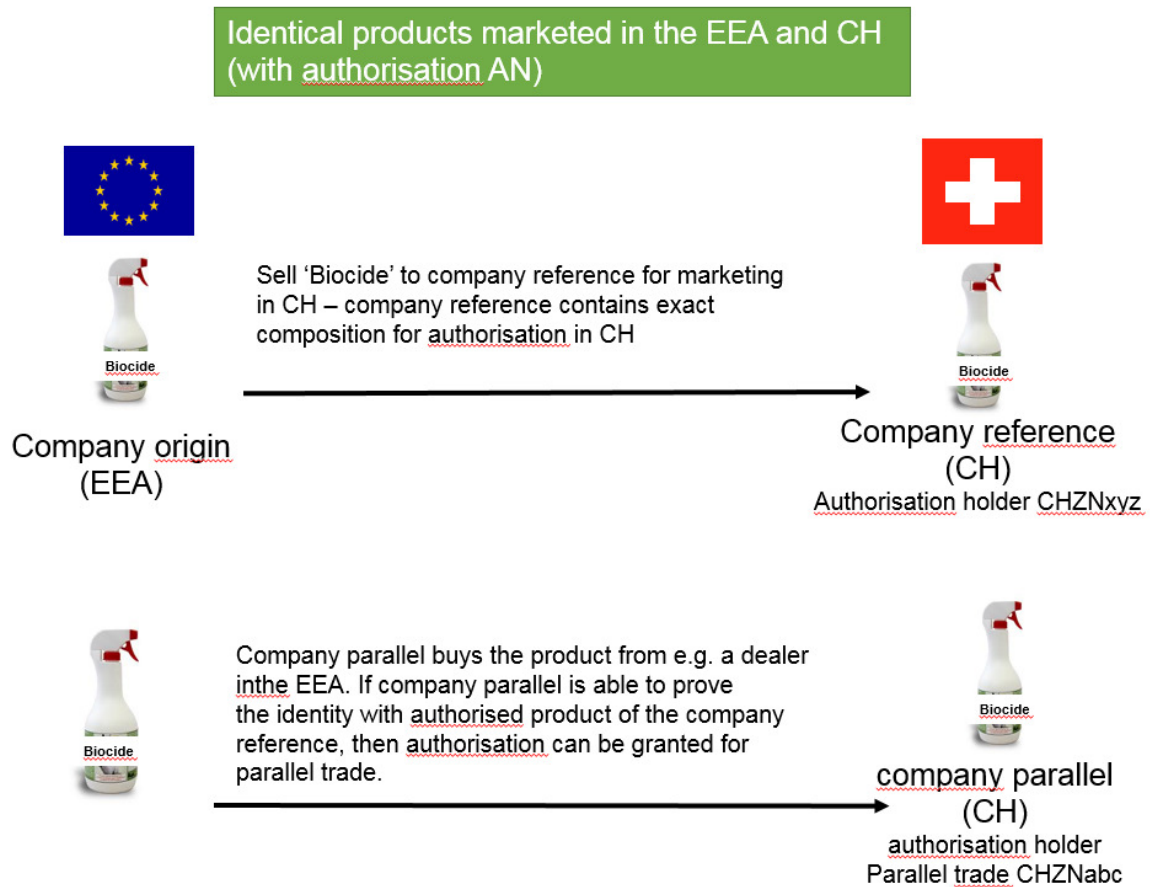 Identical products marketed in the EEA and CH
(with authorisation AN)
Sell ‘Biocide’ to company reference for marketing
in CH – company reference contains exact
composition for authorisation in CH
Biocide
Biocide
Company origin
(EEA)
Company reference
(CH)
Authorisation holder CHZNxyz
Company parallel buys the product from e.g. a dealer
inthe EEA. If company parallel is able to prove
the identity with authorised product of the company
reference, then authorisation can be granted for
parallel trade.
Biocide
Biocide
company parallel
(CH)
authorisation holder
Parallel trade CHZNabc